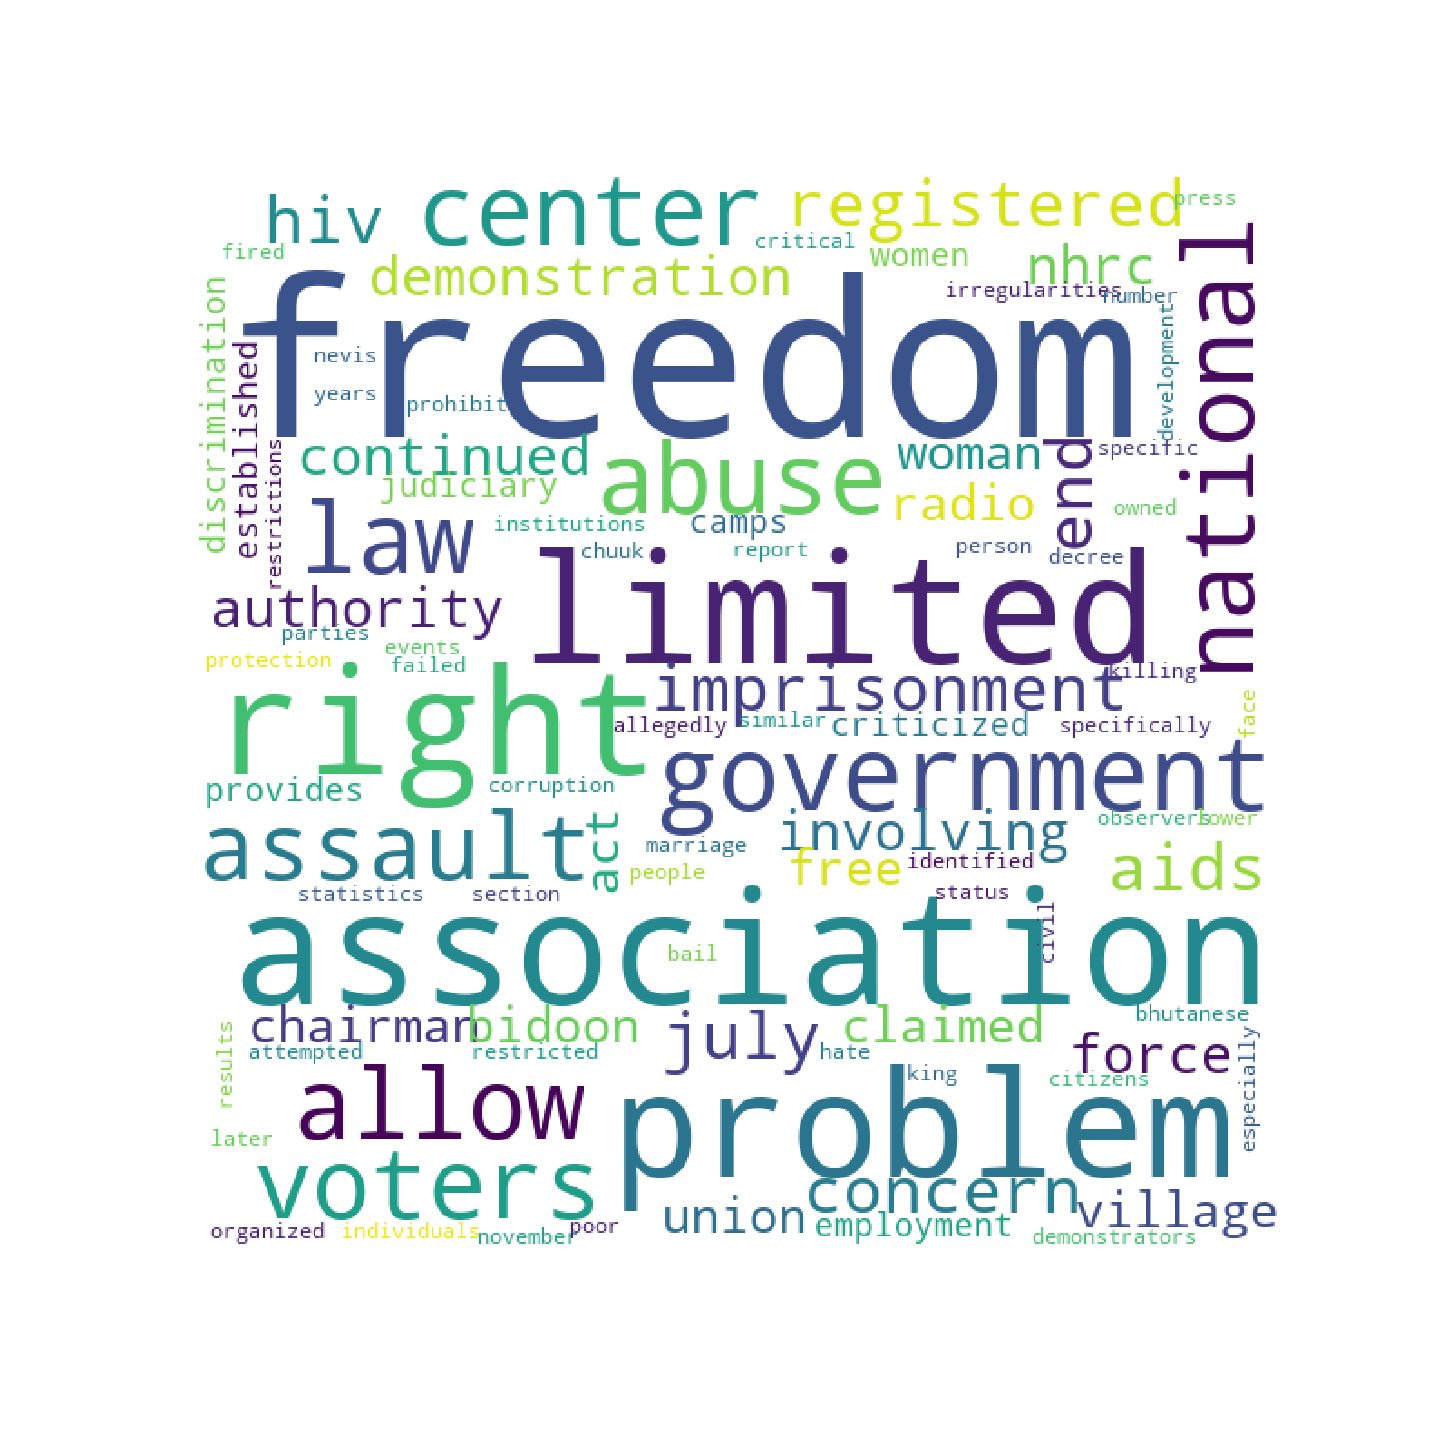 hiv center registered press
fired critical women nhrc
demonstration irregularities number
freedom national
discrimination established nevis development
years prohibit
continued abuse woman end specific
restrictions judiciary radio owned
law institutions camps
chuuk report person decree
authority limited
parties events
protection failed
right imprisonment killing
allegedly similar criticized specifically face
provides corruption government
assault act involving observers lower
marriage free identified aids
people
statistics section status
association civil
bail
chairman bidoon july claimed bhutanese
results attempted restricted hate force especially
king citizens
allow problem
later
voters concern
union employment village
organized individuals november poor demonstrators